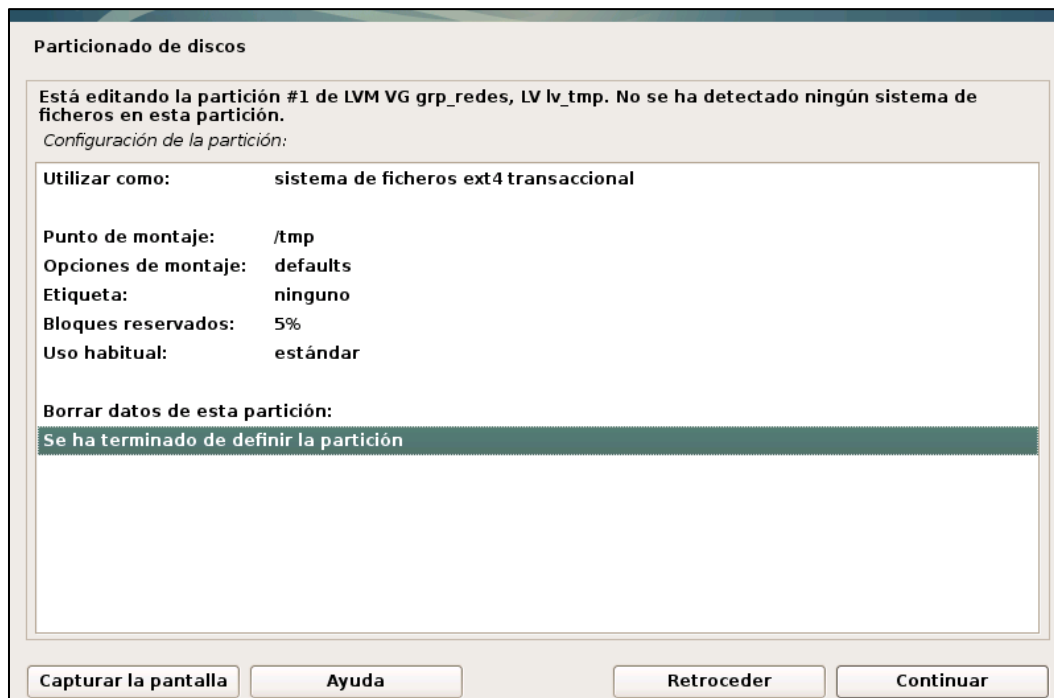 Particionado de discos
Está editando la partición #1 de LVM VG grp_redes, LV lv_tmp. No se ha detectado ningún sistema de
ficheros en esta partición.
Configuración de la partición:
Utilizar como: sistema de ficheros ext4 transaccional
Punto de montaje: /tmp
Opciones de montaje: defaults
Etiqueta: ninguno
Bloques reservados: 5%
Uso habitual: estándar
Borrar datos de esta partición:
Se ha terminado de definir la partición
Capturar la pantalla Ayuda Retroceder Continuar